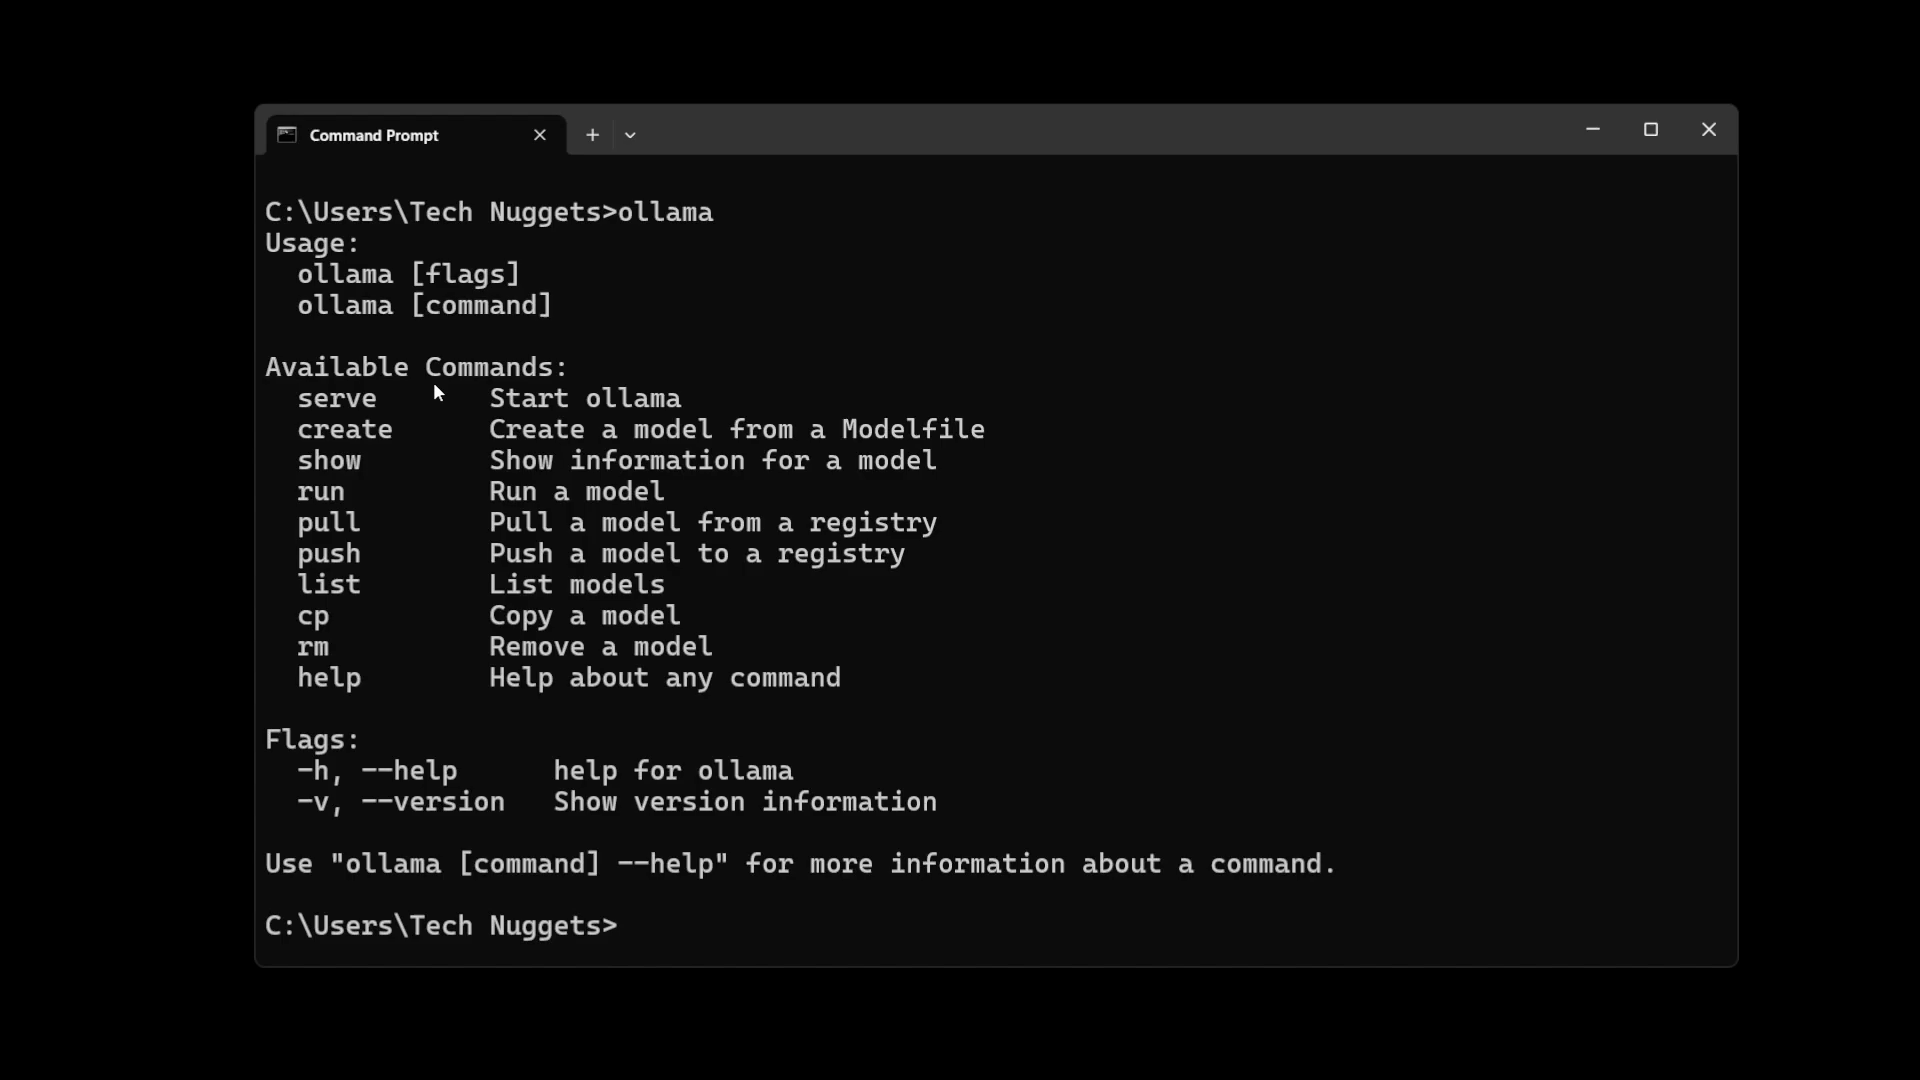 Command Prompt
C:\Users\Tech Nuggets>ollama
Usage:
  ollama [flags]
  ollama [command]
Available Commands:
  serve       Start ollama
  create      Create a model from a Modelfile
  show        Show information for a model
  run         Run a model
  pull        Pull a model from a registry
  push        Push a model to a registry
  list        List models
  cp          Copy a model
  rm          Remove a model
  help        Help about any command
Flags:
  -h, --help      help for ollama
  -v, --version   Show version information
Use "ollama [command] --help" for more information about a command.
C:\Users\Tech Nuggets>